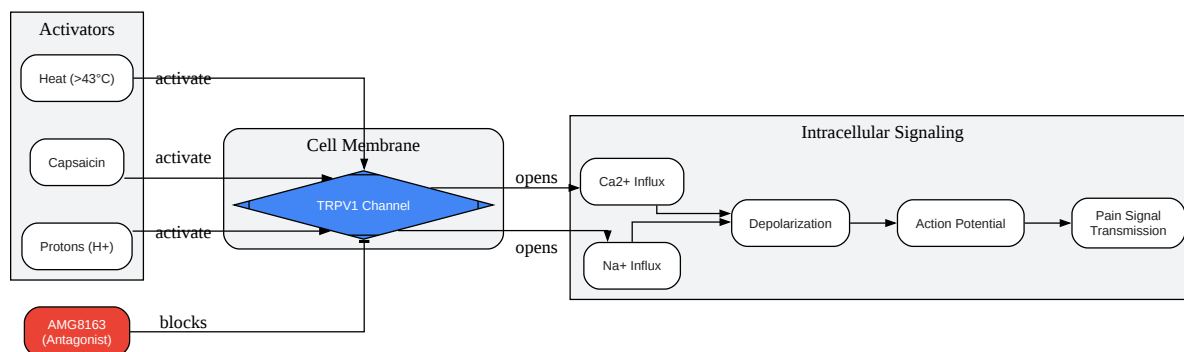 Activators
Heat (>43°C)
activate
Capsaicin
activate
Protons (H+)
activate
AMG8163
(Antagonist)
blocks
Cell Membrane
TRPV1 Channel
opens
opens
Intracellular Signaling
Ca2+ Influx
Na+ Influx
Depolarization
Action Potential
Pain Signal
Transmission